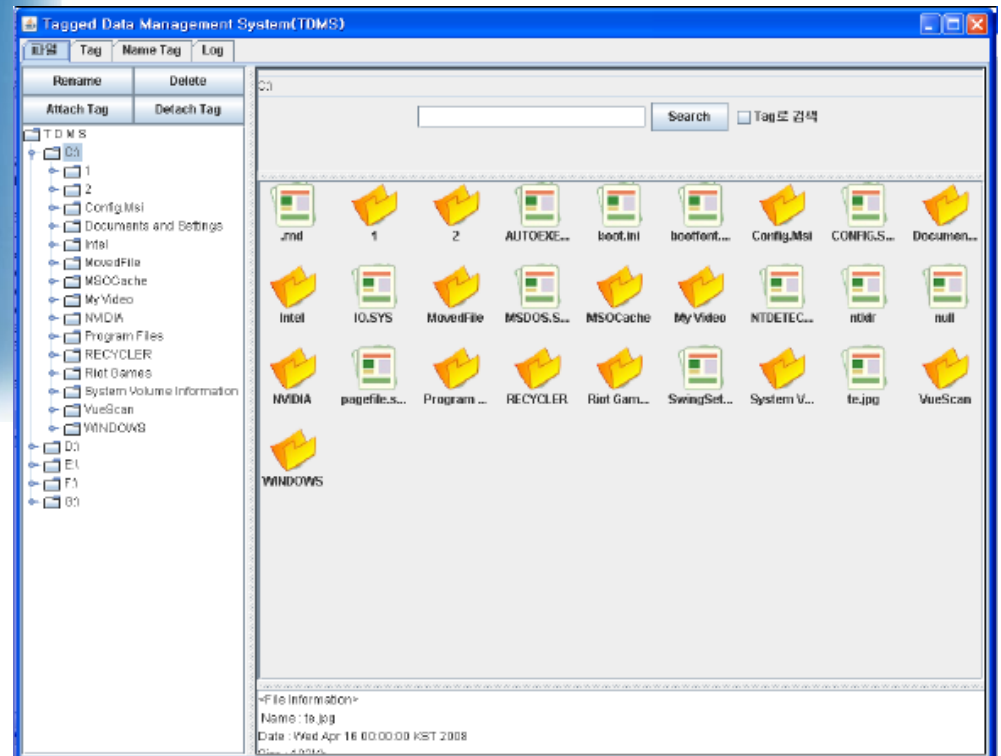 Tagged Data Management System(TDMS)
파일 Tag Name Tag Log
Rename Delete
Attach Tag Detach Tag
T D M S
C:\
1
2
Config.Msi
Documents and Settings
Intel
MovedFile
MSOCache
My Video
NVIDIA
Program Files
RECYCLER
Riot Games
System Volume Information
VueScan
WINDOWS
D:\
E:\
F:\
G:\
C:\
Search Tag로 검색
.rnd 1 2 AUTOEXE... boot.ini bootfont.... Config.Msi CONFIG.S... Documen...
Intel IO.SYS MovedFile MSDOS.S... MSOCache My Video NTDETEC... ntldr null
NVIDIA pagefile.s... Program ... RECYCLER Riot Gam... SwingSet... System V... te.jpg VueScan
WINDOWS
<File Information>
Name : te.jpg
Date : Wed Apr 16 00:00:00 KST 2008